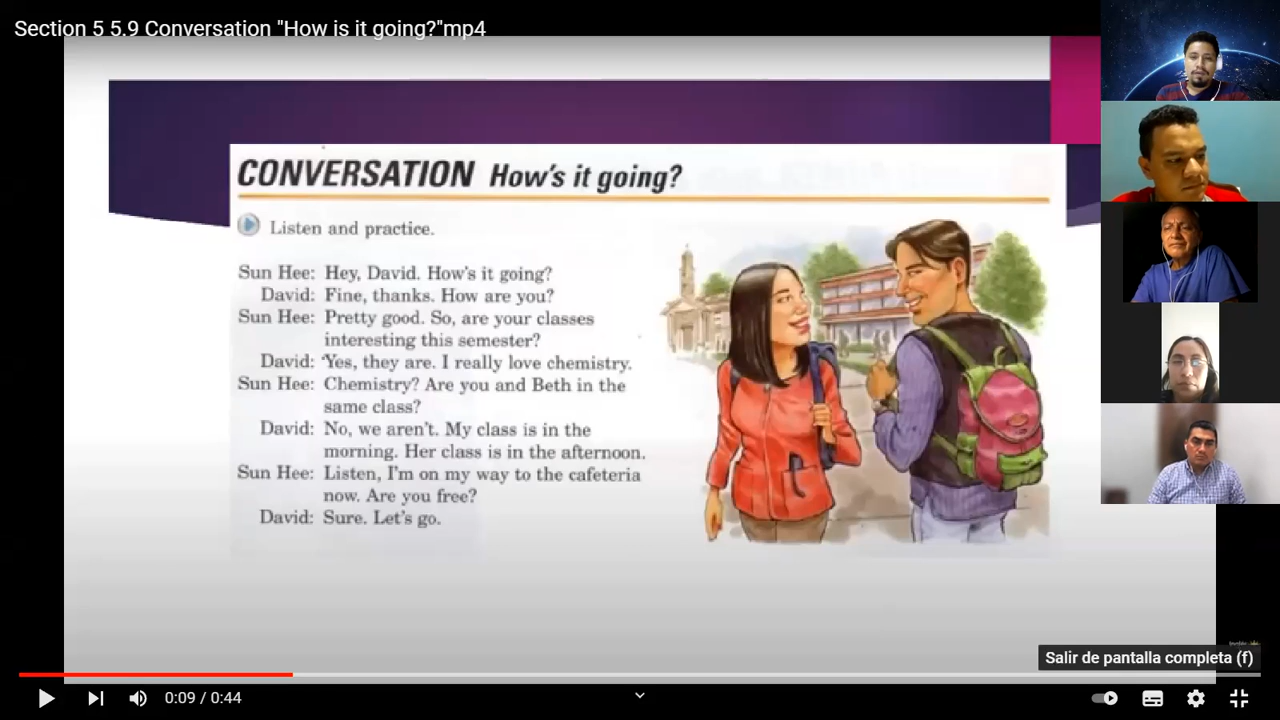 Section 5 5.9 Conversation "How is it going?"mp4
CONVERSATION How's it going?
Listen and practice.
Sun Hee: Hey, David. How's it going?
David: Fine, thanks. How are you?
Sun Hee: Pretty good. So, are your classes
interesting this semester?
David: Yes, they are. I really love chemistry.
Sun Hee: Chemistry? Are you and Beth in the
same class?
David: No, we aren't. My class is in the
morning. Her class is in the afternoon.
Sun Hee: Listen, I'm on my way to the cafeteria
now. Are you free?
David: Sure. Let's go.
Salir de pantalla completa (f)
0:09 / 0:44